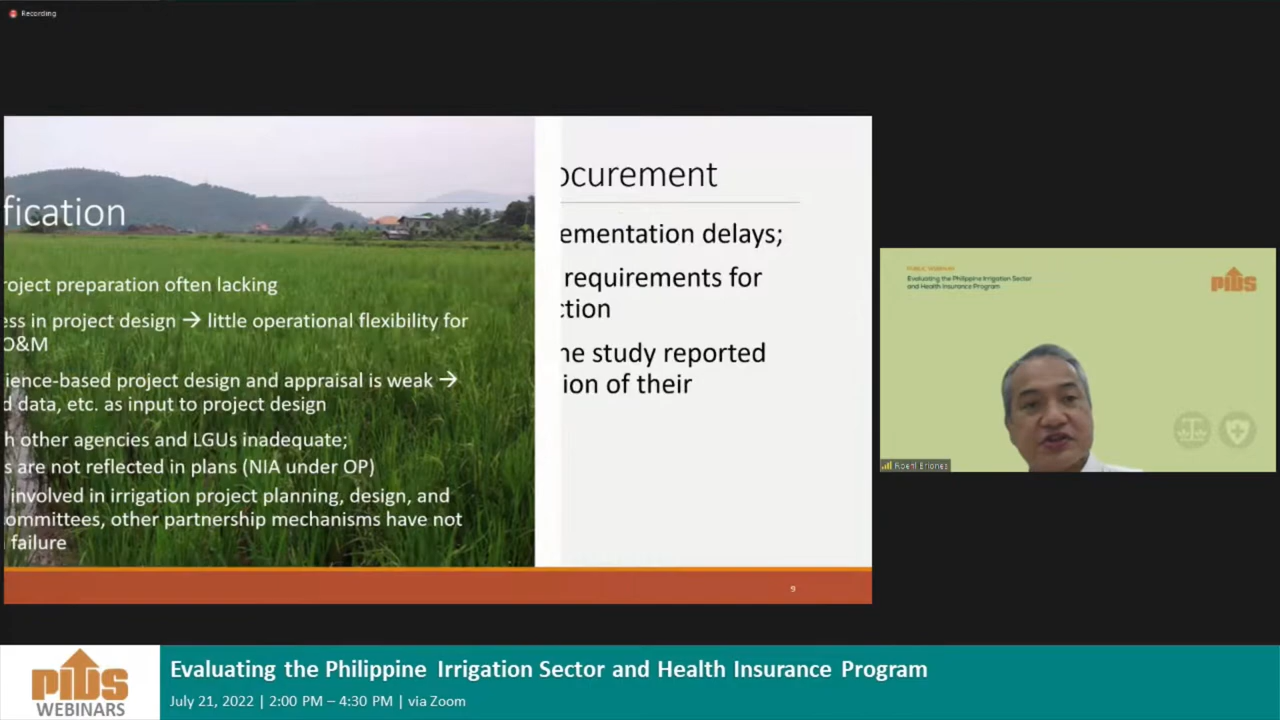 Recording
fication
roject preparation often lacking
ess in project design → little operational flexibility for
O&M
ience-based project design and appraisal is weak →
d data, etc. as input to project design
h other agencies and LGUs inadequate;
s are not reflected in plans (NIA under OP)
involved in irrigation project planning, design, and
ommittees, other partnership mechanisms have not
failure
ocurement
ementation delays;
requirements for
ction
he study reported
ion of their
9
PUBLIC WEBINAR
Evaluating the Philippine Irrigation Sector
and Health Insurance Program
PIDS
Roehl Briones
PIDS
WEBINARS
Evaluating the Philippine Irrigation Sector and Health Insurance Program
July 21, 2022 | 2:00 PM – 4:30 PM | via Zoom